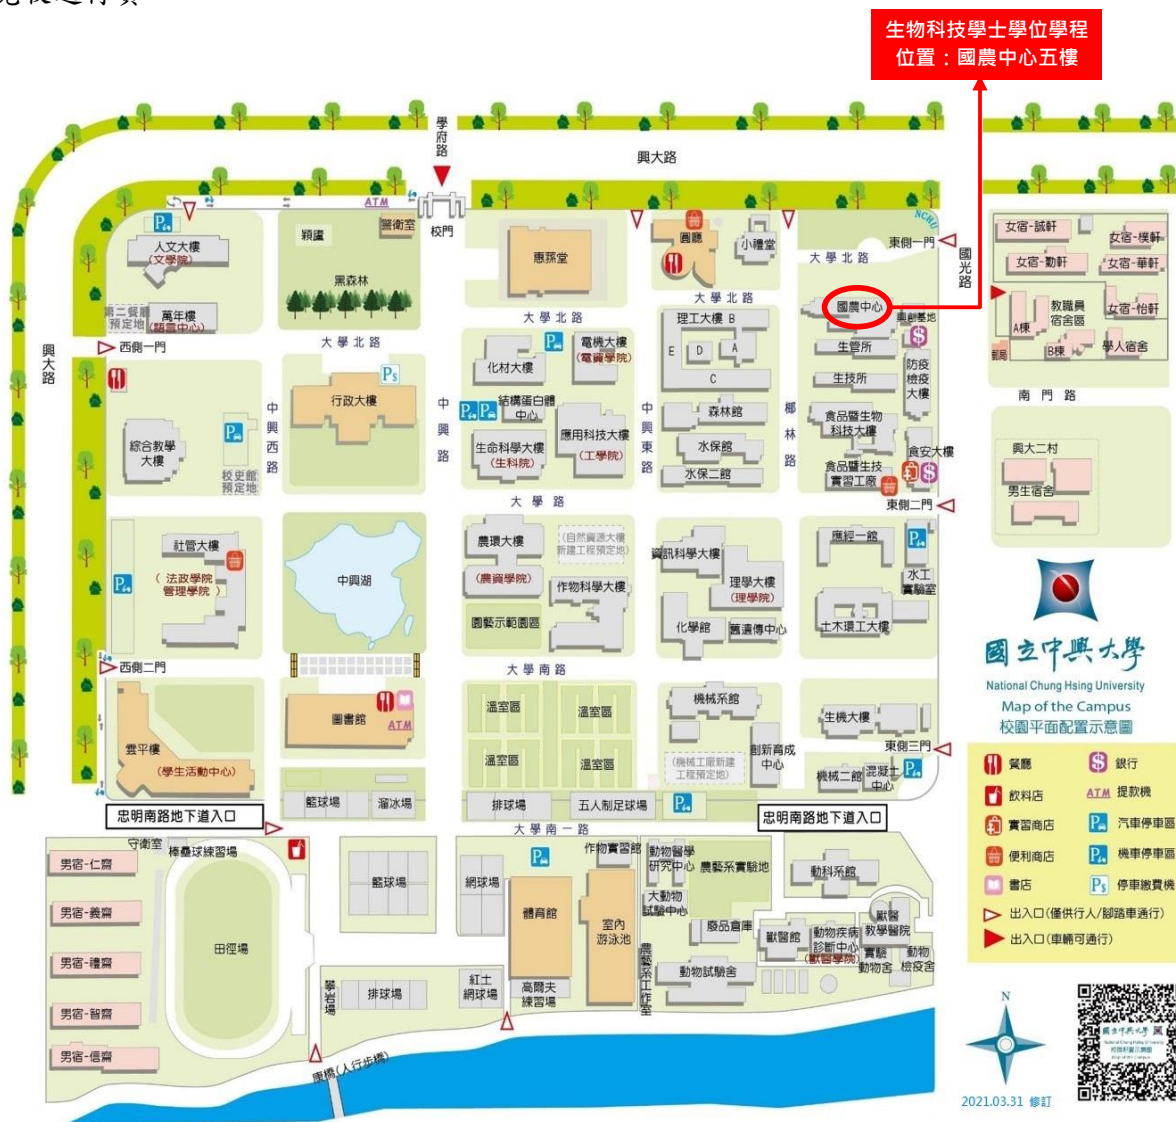 生物科技學士學位學程
位置：國農中心五樓
學府路
興大路
ATM
校門
警衛室
穎廬
黑森林
人文大樓
(文學院)
第二餐廳
預定地
萬年樓
(語言中心)
西側一門
興大路
惠蓀堂
圓廳
小禮堂
NCHU
東側一門
國光路
大學北路
大學北路
大學北路
大學北路
國農中心
生管所
生技所
防疫
檢疫
大樓
食品暨生物
科技大樓
食安大樓
食品暨生技
實習工廠
東側二門
理工大樓 B
E
D
A
C
森林館
水保館
水保二館
電機大樓
(電資學院)
化材大樓
結構蛋白體
中心
生命科學大樓
(生科院)
應用科技大樓
(工學院)
行政大樓
綜合教學
大樓
校史館
預定地
中興西路
中興路
中興東路
椰林路
大學路
女宿-誠軒
女宿-樸軒
女宿-勤軒
女宿-華軒
女宿-怡軒
教職員
宿舍區
A棟
B棟
學人宿舍
郵局
南門路
興大二村
男生宿舍
社管大樓
(法政學院
管理學院)
中興湖
農環大樓
(農資學院)
(自然資源大樓
新建工程預定地)
作物科學大樓
園藝示範園區
資訊科學大樓
理學大樓
(理學院)
化學館
舊遺傳中心
應經一館
水工
實驗室
土木環工大樓
西側二門
大學南路
雲平樓
(學生活動中心)
圖書館
ATM
溫室區
溫室區
溫室區
溫室區
機械系館
(機械工廠新建
工程預定地)
創新育成
中心
生機大樓
東側三門
機械二館
混凝土
中心
籃球場
溜冰場
排球場
五人制足球場
忠明南路地下道入口
忠明南路地下道入口
大學南一路
守衛室
棒壘球練習場
男宿-仁齋
男宿-義齋
男宿-禮齋
男宿-智齋
男宿-信齋
田徑場
籃球場
網球場
攀岩場
排球場
紅土
網球場
體育館
高爾夫
練習場
作物實習館
室內
游泳池
農藝系工作室
動物醫學
研究中心
大動物
試驗中心
農藝系實驗地
廢品倉庫
動物試驗舍
動科系館
獸醫館
動物疾病
診斷中心
(獸醫學院)
獸醫
教學醫院
實驗
動物舍
動物
檢疫舍
康橋(人行步橋)
國立中興大學
National Chung Hsing University
Map of the Campus
校園平面配置示意圖
餐廳
銀行
飲料店
ATM 提款機
實習商店
汽車停車區
便利商店
機車停車區
書店
Ps 停車繳費機
出入口(僅供行人/腳踏車通行)
出入口(車輛可通行)
N
2021.03.31 修訂